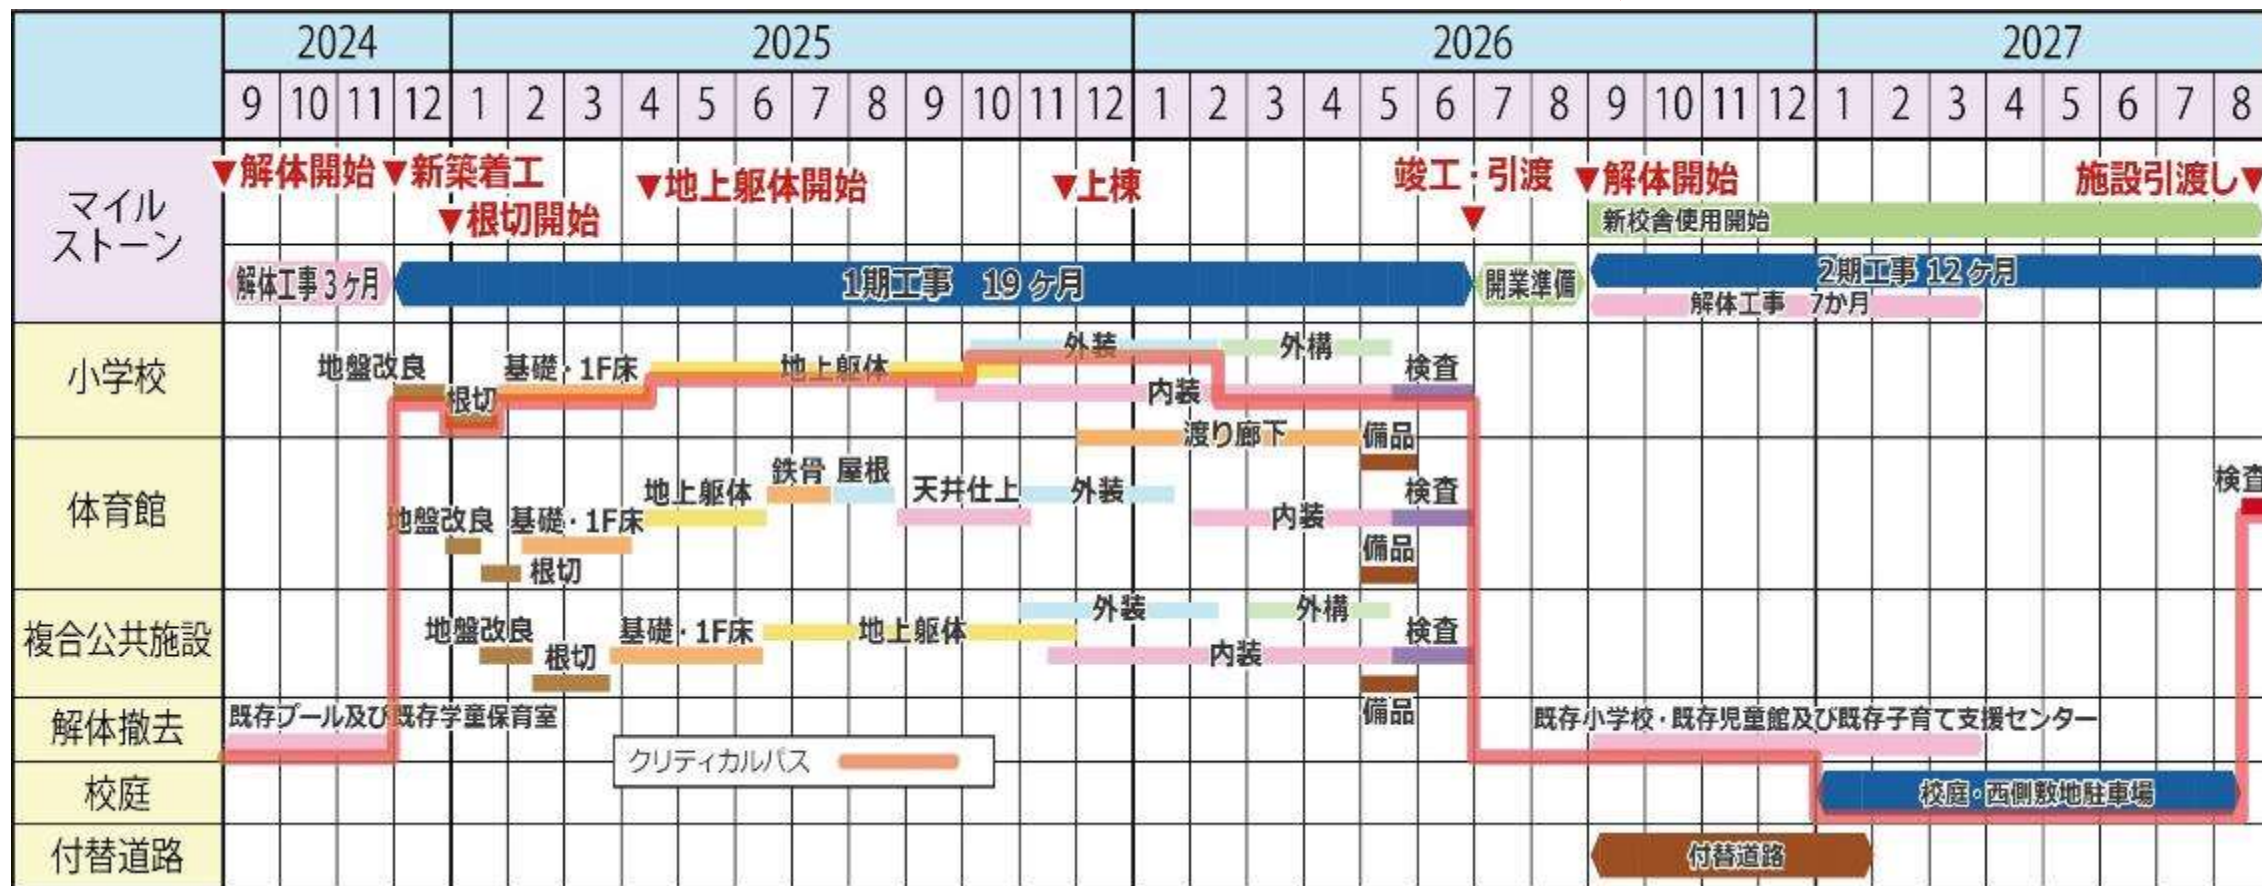 2024 2025 2026 2027
9 10 11 12 1 2 3 4 5 6 7 8 9 10 11 12 1 2 3 4 5 6 7 8 9 10 11 12 1 2 3 4 5 6 7 8
マイル
ストーン
▼解体開始 ▼新築着工 ▼地上躯体開始 ▼上棟 竣工・引渡 ▼解体開始 施設引渡し▼
▼根切開始 ▼ 新校舎使用開始
解体工事3ヶ月 1期工事 19ヶ月 開業準備 2期工事 12ヶ月
解体工事 7か月
小学校
外装 外構
地盤改良 基礎・1F床 地上躯体 検査
根切 内装
渡り廊下 備品
体育館
鉄骨 屋根
地上躯体 天井仕上 外装 検査 検査
地盤改良 基礎・1F床 内装
備品
根切
複合公共施設
外装 外構
地盤改良 基礎・1F床 地上躯体 検査
根切 内装
備品
解体撤去
既存プール及び既存学童保育室 既存小学校・既存児童館及び既存子育て支援センター
クリティカルパス
校庭 校庭・西側敷地駐車場
付替道路 付替道路